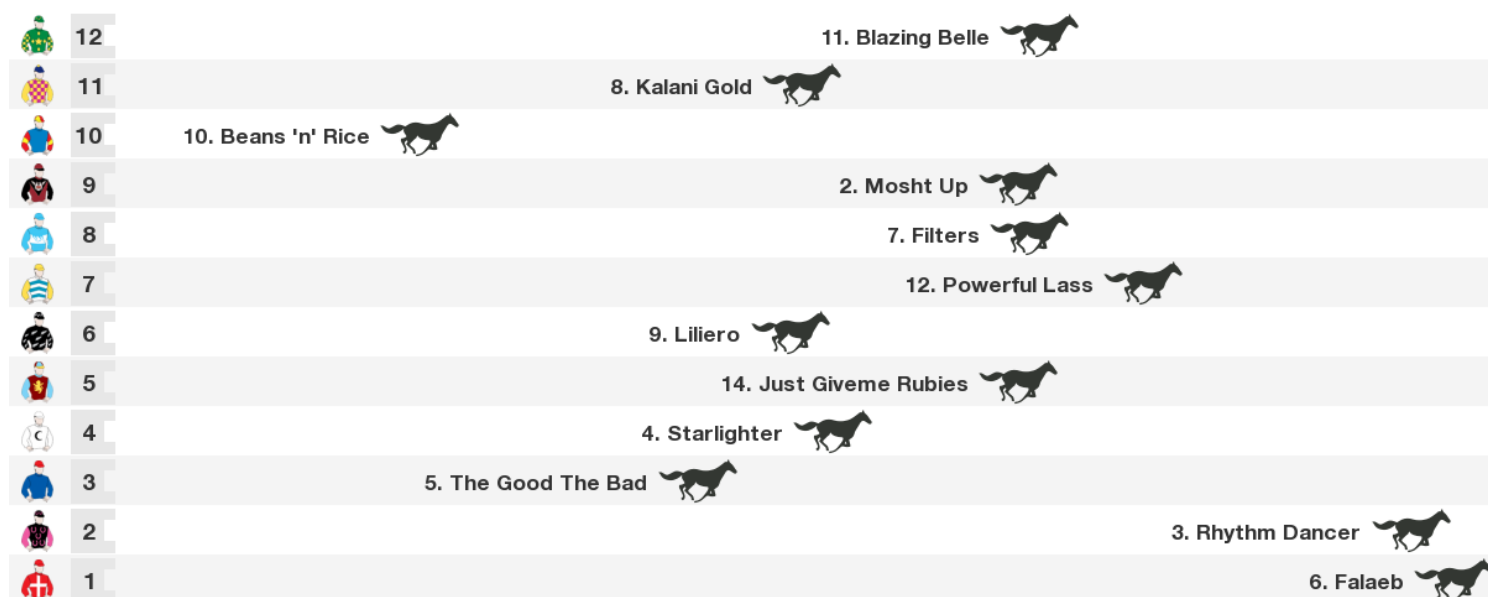 12 11. Blazing Belle
11 8. Kalani Gold
10 10. Beans 'n' Rice
9 2. Mosht Up
8 7. Filters
7 12. Powerful Lass
6 9. Liliero
5 14. Just Giveme Rubies
4 4. Starlighter
C
3 5. The Good The Bad
2 3. Rhythm Dancer
1 6. Falaeb